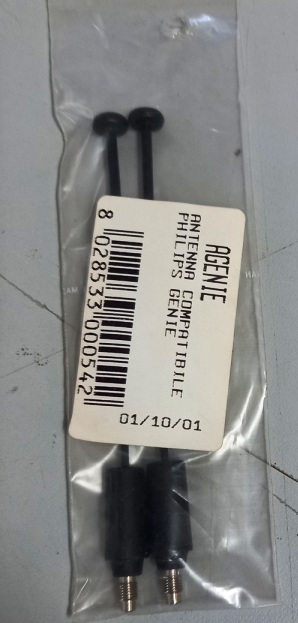 AGENIE
ANTENNA COMPATIBILE
PHILIPS GENIE
8 028533 000542
01/10/01